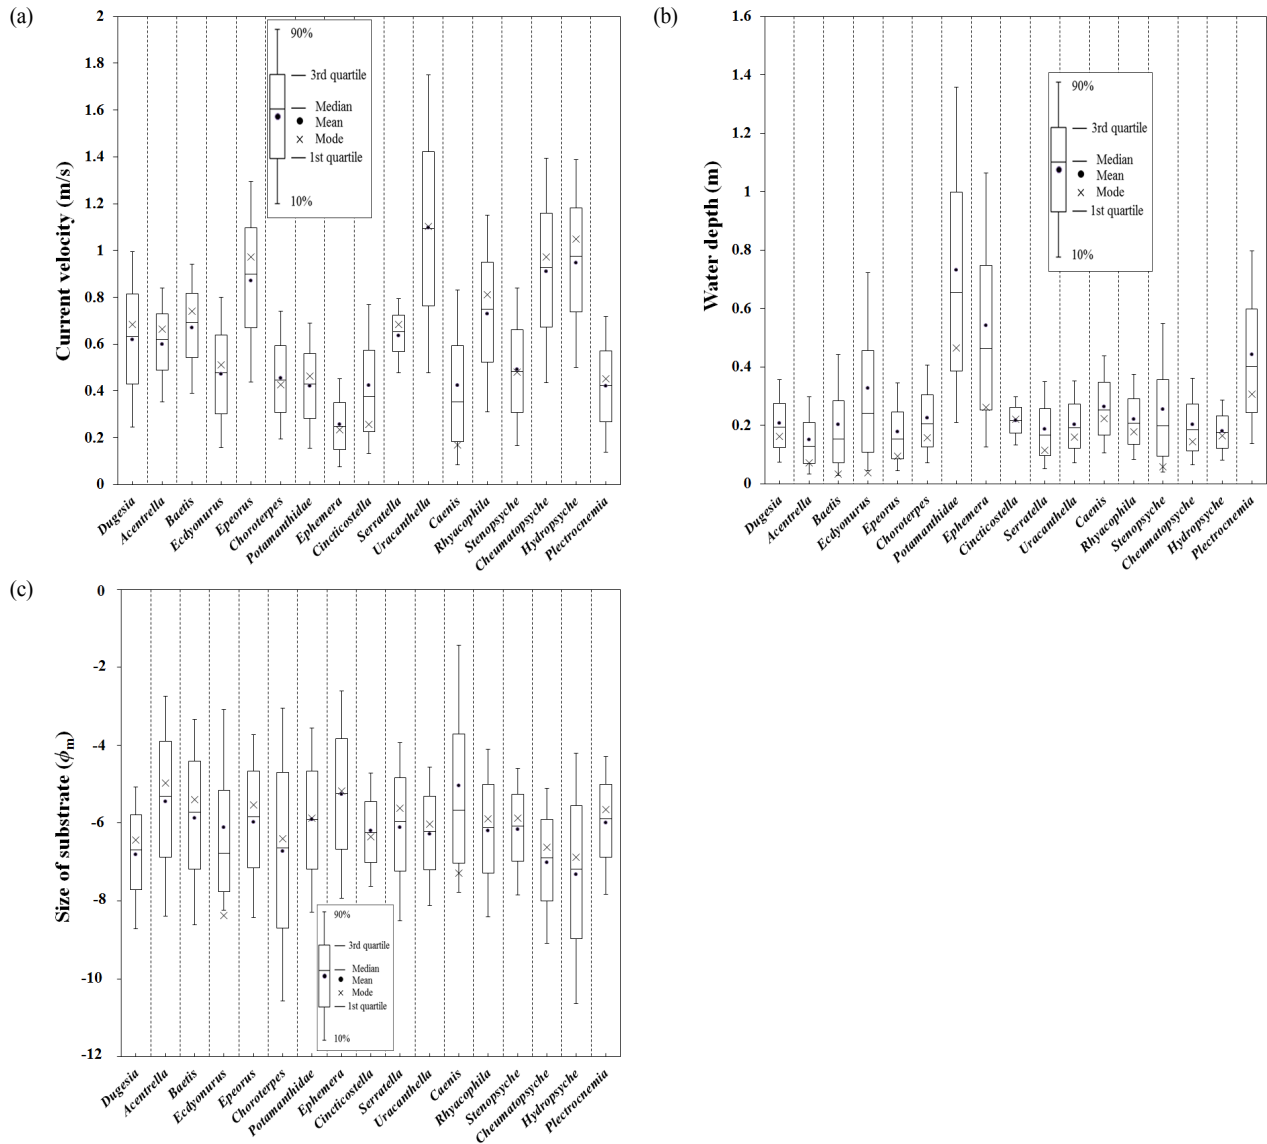 (a)
Current velocity (m/s)
2
1.8
1.6
1.4
1.2
1
0.8
0.6
0.4
0.2
0
90%
3rd quartile
Median
Mean
Mode
1st quartile
10%
Dugesia
Acentrella
Baetis
Ecdyonurus
Epeorus
Choroterpes
Potamanthidae
Ephemera
Cincticostella
Serratella
Uracanthella
Caenis
Rhyacophila
Stenopsyche
Cheumatopsyche
Hydropsyche
Plectrocnemia
(b)
Water depth (m)
1.6
1.4
1.2
1
0.8
0.6
0.4
0.2
0
90%
3rd quartile
Median
Mean
Mode
1st quartile
10%
Dugesia
Acentrella
Baetis
Ecdyonurus
Epeorus
Choroterpes
Potamanthidae
Ephemera
Cincticostella
Serratella
Uracanthella
Caenis
Rhyacophila
Stenopsyche
Cheumatopsyche
Hydropsyche
Plectrocnemia
(c)
Size of substrate (ϕm)
0
-2
-4
-6
-8
-10
-12
90%
3rd quartile
Median
Mean
Mode
1st quartile
10%
Dugesia
Acentrella
Baetis
Ecdyonurus
Epeorus
Choroterpes
Potamanthidae
Ephemera
Cincticostella
Serratella
Uracanthella
Caenis
Rhyacophila
Stenopsyche
Cheumatopsyche
Hydropsyche
Plectrocnemia